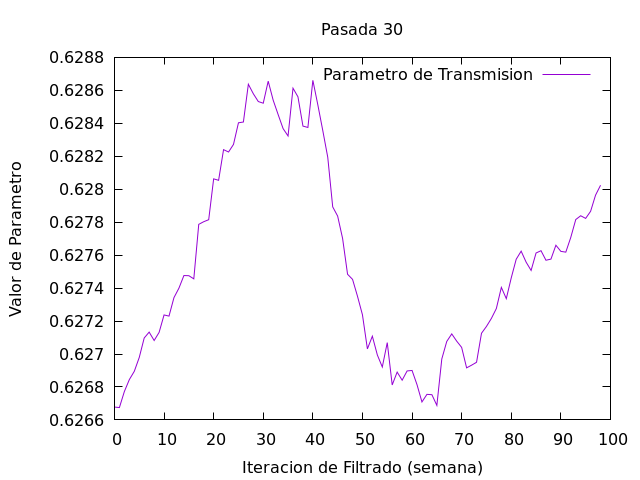 Pasada 30
0.6288
0.6286
0.6284
0.6282
0.628
0.6278
0.6276
0.6274
0.6272
0.627
0.6268
0.6266
Parametro de Transmision
Valor de Parametro
0 10 20 30 40 50 60 70 80 90 100
Iteracion de Filtrado (semana)